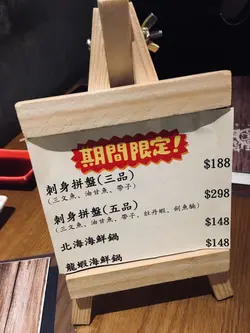 期間限定!
刺身拼盤(三品) $188
(三文魚、油甘魚、帶子)
刺身拼盤(五品) $298
(三文魚、油甘魚、帶子、牡丹蝦、劍魚腩)
北海海鮮鍋 $148
龍蝦海鮮鍋 $148